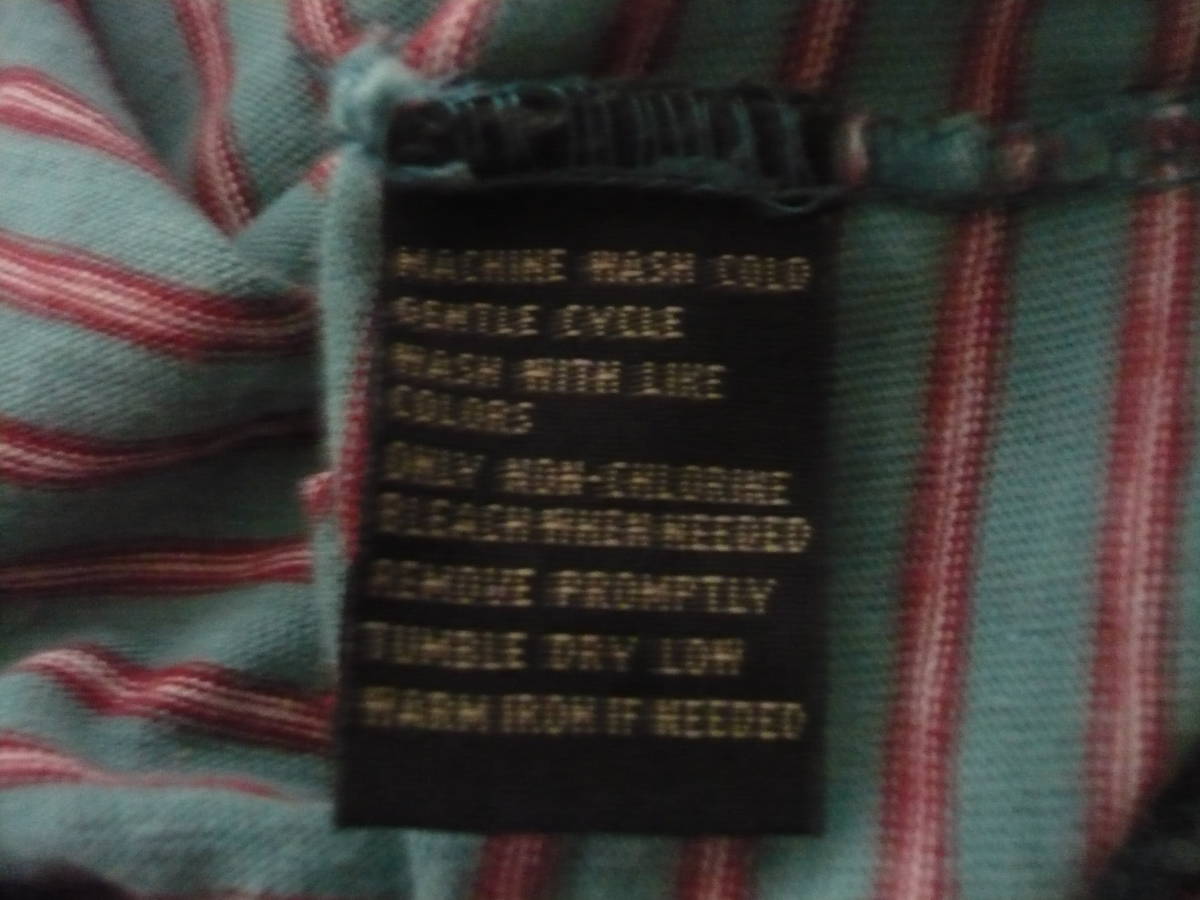 MACHINE WASH COLD
GENTLE CYCLE
WASH WITH LIKE
COLORS
ONLY NON-CHLORINE
BLEACH WHEN NEEDED
REMOVE PROMPTLY
TUMBLE DRY LOW
WARM IRON IF NEEDED